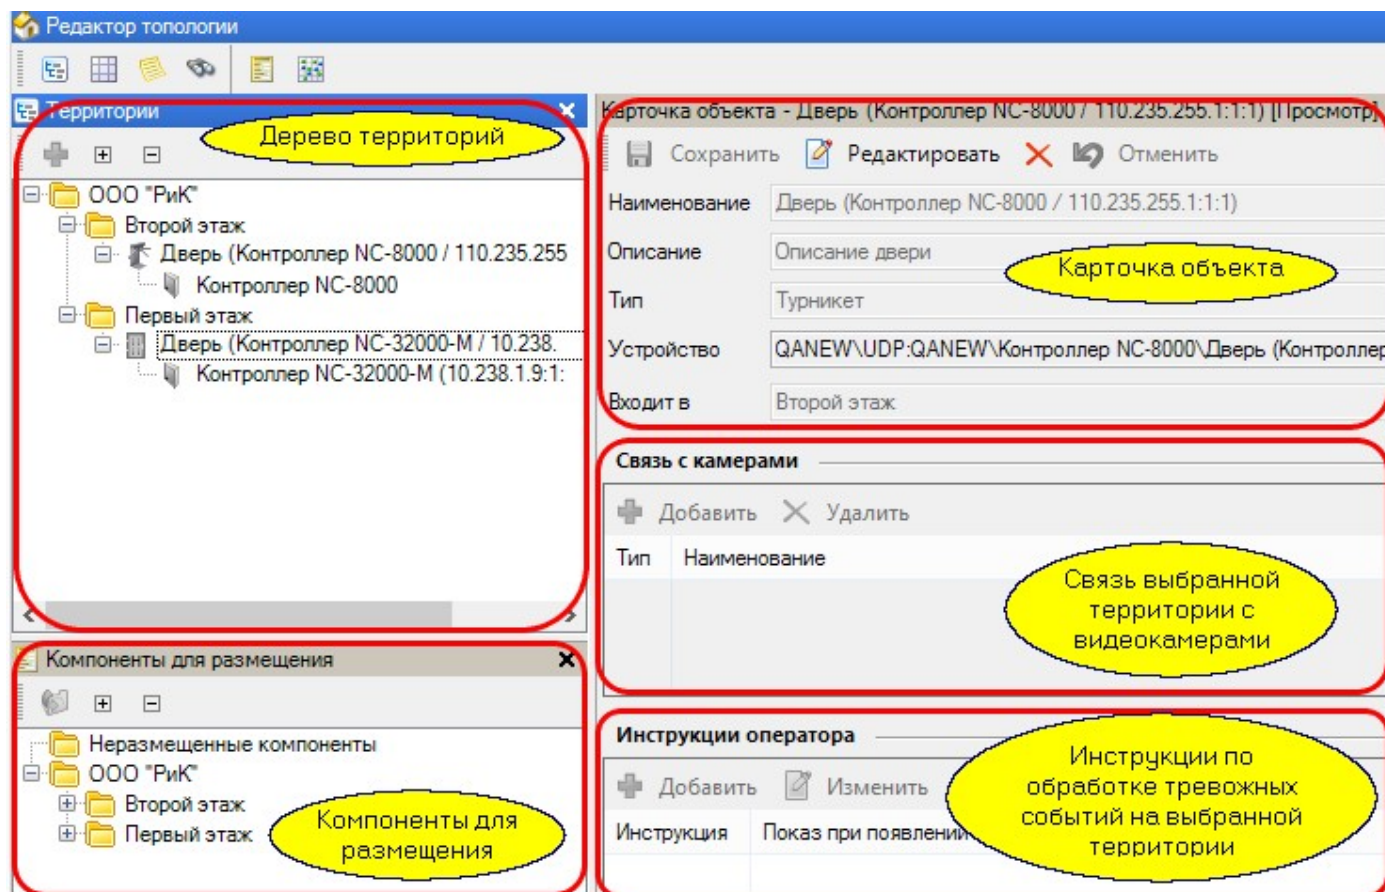 Редактор топологии
Территории
Дерево территорий
ООО "РиК"
Второй этаж
Дверь (Контроллер NC-8000 / 110.235.255
Контроллер NC-8000
Первый этаж
Дверь (Контроллер NC-32000-M / 10.238.
Контроллер NC-32000-M (10.238.1.9:1:
Компоненты для размещения
Неразмещенные компоненты
ООО "РиК"
Второй этаж
Первый этаж
Компоненты для
размещения
Карточка объекта - Дверь (Контроллер NC-8000 / 110.235.255.1:1:1) [Просмотр]
Сохранить Редактировать Отменить
Наименование Дверь (Контроллер NC-8000 / 110.235.255.1:1:1)
Описание Описание двери
Карточка объекта
Тип Турникет
Устройство QANEW\UDP:QANEW\Контроллер NC-8000\Дверь (Контроллер
Входит в Второй этаж
Связь с камерами
Добавить Удалить
Тип Наименование
Связь выбранной
территории с
видеокамерами
Инструкции оператора
Добавить Изменить
Инструкция Показ при появлении
Инструкции по
обработке тревожных
событий на выбранной
территории